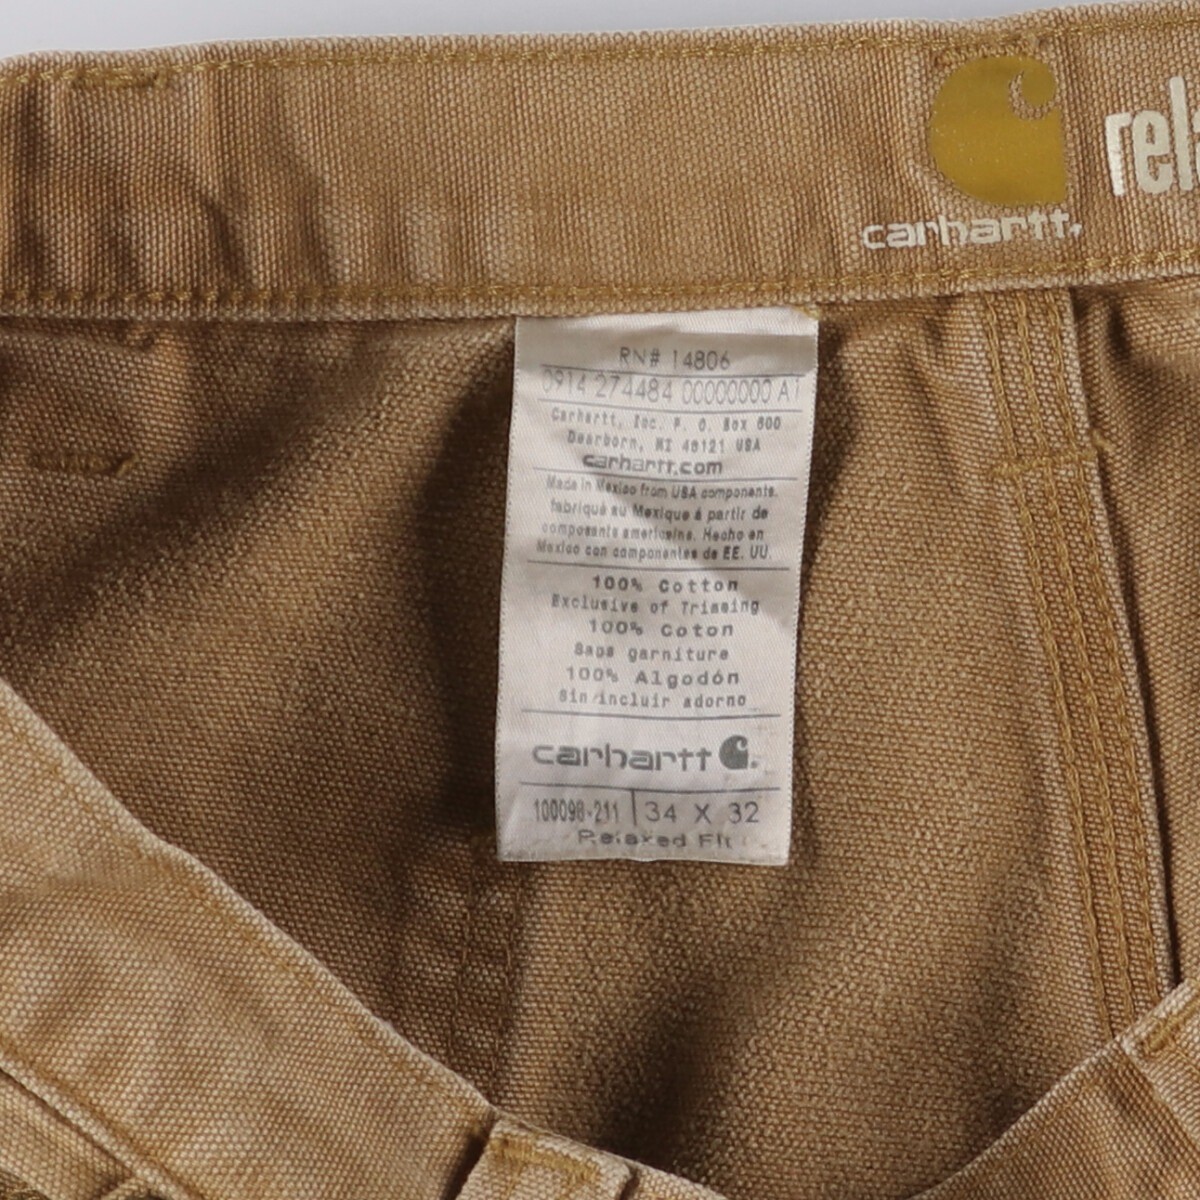 rel
carhartt.
RN# 14806
0914 274484 00000000 A1
Carhartt, Inc. P. O. Box 600
Dearborn, MI 48121 USA
carhartt.com
Made in Mexico from USA components.
fabriqué au Mexique à partir de
composants americains. Hecho en
Mexico con componentes de EE. UU.
100% Cotton
Exclusive of Trimming
100% Coton
Sans garniture
100% Algodón
Sin incluir adorno
carhartt
100098-211 34 X 32
Relaxed Fit